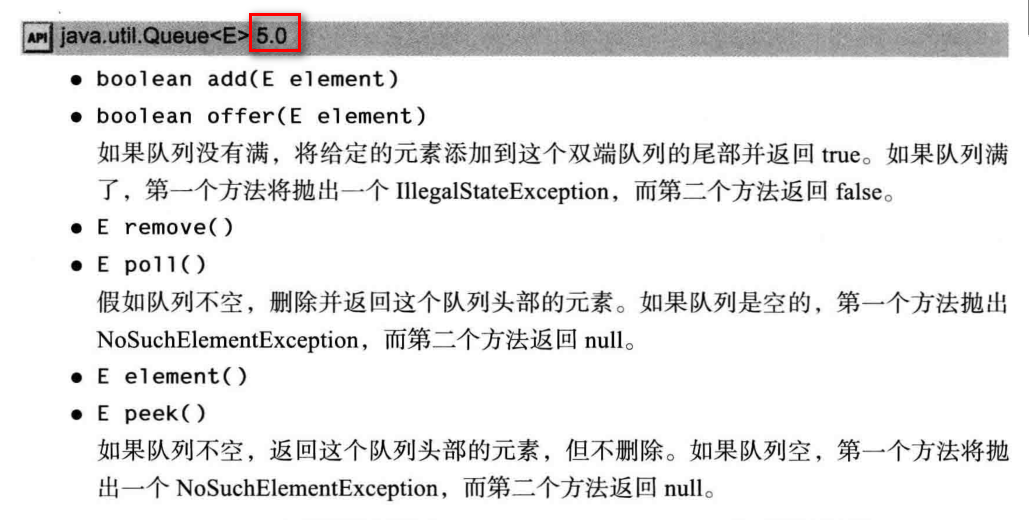 API java.util.Queue<E> 5.0
● boolean add(E element)
● boolean offer(E element)
如果队列没有满，将给定的元素添加到这个双端队列的尾部并返回 true。如果队列满
了，第一个方法将抛出一个 IllegalStateException，而第二个方法返回 false。
● E remove()
● E poll()
假如队列不空，删除并返回这个队列头部的元素。如果队列是空的，第一个方法抛出
NoSuchElementException，而第二个方法返回 null。
● E element()
● E peek()
如果队列不空，返回这个队列头部的元素，但不删除。如果队列空，第一个方法将抛
出一个 NoSuchElementException，而第二个方法返回 null。